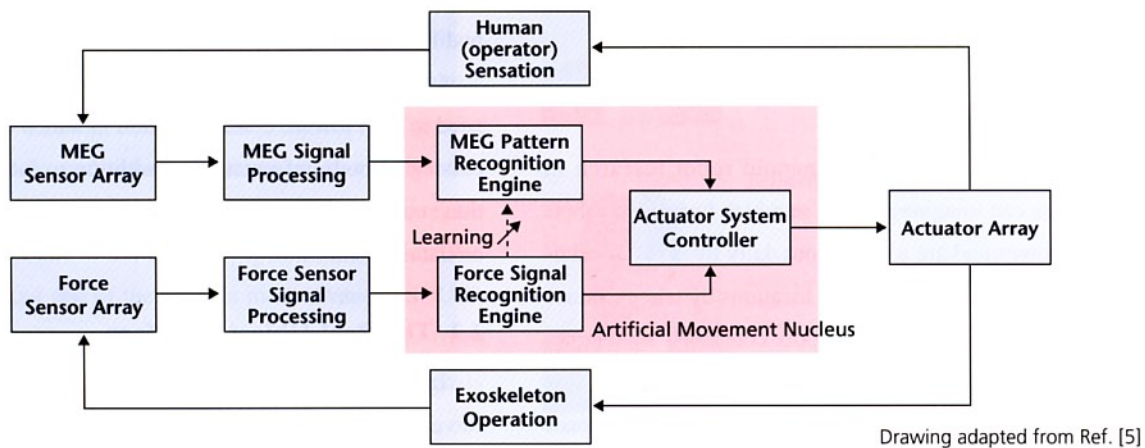 Human
(operator)
Sensation
MEG
Sensor Array
MEG Signal
Processing
MEG Pattern
Recognition
Engine
Learning
Actuator System
Controller
Actuator Array
Force
Sensor Array
Force Sensor
Signal
Processing
Force Signal
Recognition
Engine
Artificial Movement Nucleus
Exoskeleton
Operation
Drawing adapted from Ref. [5]